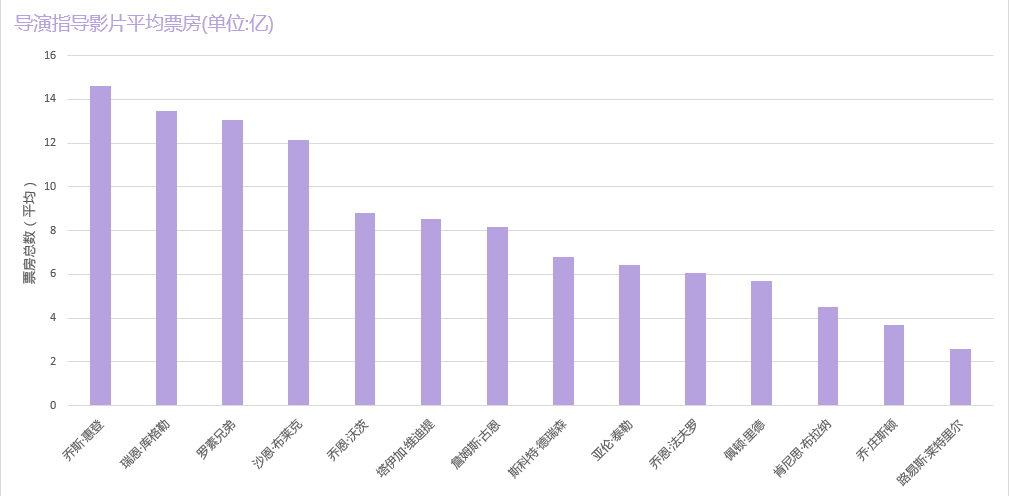 导演指导影片平均票房(单位:亿)
16
14
12
10
8
6
4
2
0
票房总数（平均）
乔斯·惠登
瑞恩·库格勒
罗素兄弟
沙恩·布莱克
乔恩·沃茨
塔伊加·维迪提
詹姆斯·古恩
斯科特·德瑞森
亚伦·泰勒
乔恩·法夫罗
佩顿·里德
肯尼思·布拉纳
乔·庄斯顿
路易斯·莱特里尔